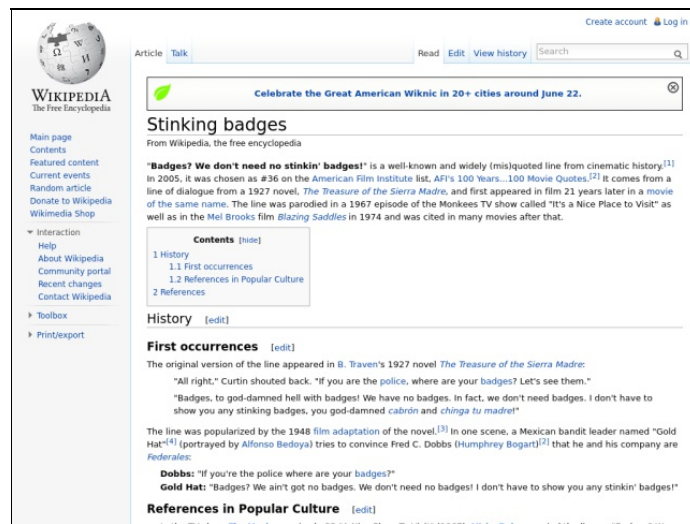 Create account Log in
Article Talk Read Edit View history Search
WIKIPEDIA
The Free Encyclopedia
Main page
Contents
Featured content
Current events
Random article
Donate to Wikipedia
Wikimedia Shop
Interaction
Help
About Wikipedia
Community portal
Recent changes
Contact Wikipedia
Toolbox
Print/export
Celebrate the Great American Wiknic in 20+ cities around June 22.
Stinking badges
From Wikipedia, the free encyclopedia
"Badges? We don't need no stinkin' badges!" is a well-known and widely (mis)quoted line from cinematic history.[1]
In 2005, it was chosen as #36 on the American Film Institute list, AFI's 100 Years...100 Movie Quotes.[2] It comes from a
line of dialogue from a 1927 novel, The Treasure of the Sierra Madre, and first appeared in film 21 years later in a movie
of the same name. The line was parodied in a 1967 episode of the Monkees TV show called "It's a Nice Place to Visit" as
well as in the Mel Brooks film Blazing Saddles in 1974 and was cited in many movies after that.
Contents [hide]
1 History
1.1 First occurrences
1.2 References in Popular Culture
2 References
History [edit]
First occurrences [edit]
The original version of the line appeared in B. Traven's 1927 novel The Treasure of the Sierra Madre:
"All right," Curtin shouted back. "If you are the police, where are your badges? Let's see them."
"Badges, to god-damned hell with badges! We have no badges. In fact, we don't need badges. I don't have to
show you any stinking badges, you god-damned cabrón and chinga tu madre!"
The line was popularized by the 1948 film adaptation of the novel.[3] In one scene, a Mexican bandit leader named "Gold
Hat"[4] (portrayed by Alfonso Bedoya) tries to convince Fred C. Dobbs (Humphrey Bogart)[2] that he and his company are
Federales:
Dobbs: "If you're the police where are your badges?"
Gold Hat: "Badges? We ain't got no badges. We don't need no badges! I don't have to show you any stinking badges!"
References in Popular Culture [edit]